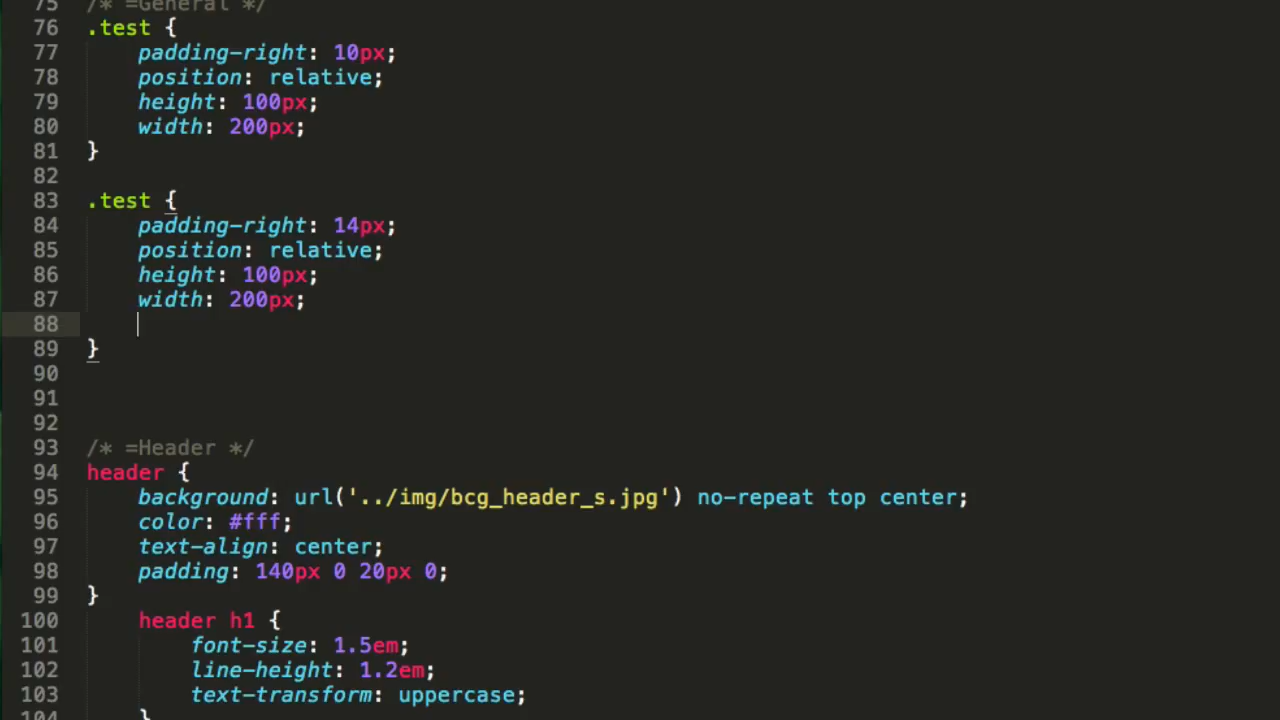 75 /* =General */
76 .test {
77 padding-right: 10px;
78 position: relative;
79 height: 100px;
80 width: 200px;
81 }
82
83 .test {
84 padding-right: 14px;
85 position: relative;
86 height: 100px;
87 width: 200px;
88
89 }
90
91
92
93 /* =Header */
94 header {
95 background: url('../img/bcg_header_s.jpg') no-repeat top center;
96 color: #fff;
97 text-align: center;
98 padding: 140px 0 20px 0;
99 }
100 header h1 {
101 font-size: 1.5em;
102 line-height: 1.2em;
103 text-transform: uppercase;
104 }